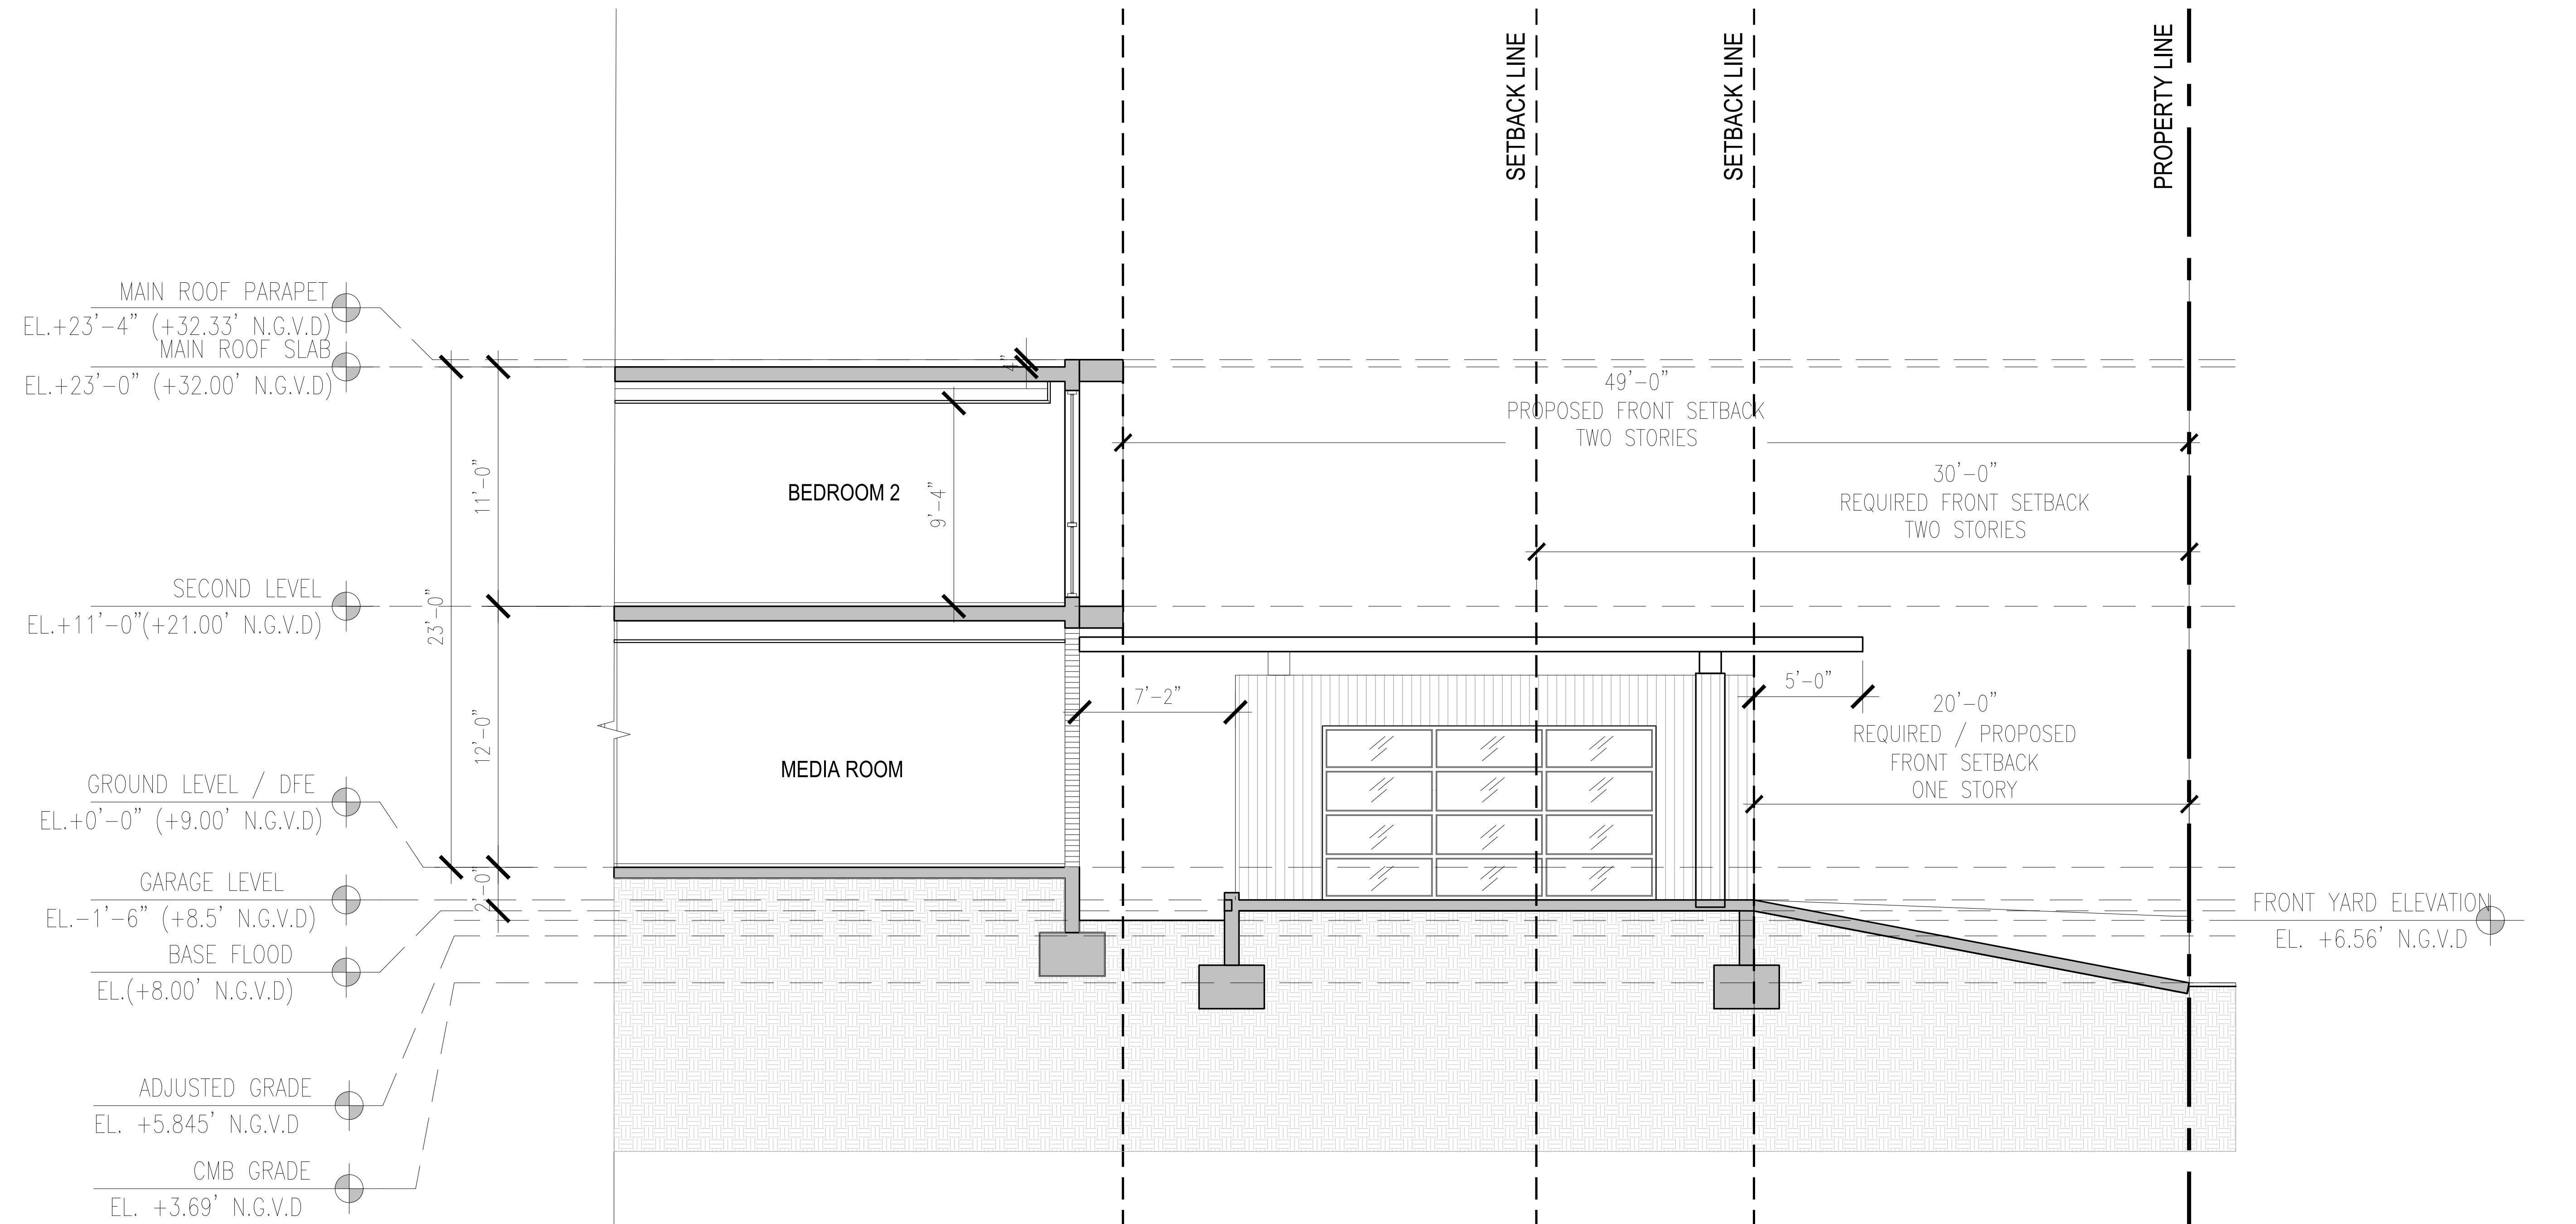 SETBACK LINE
SETBACK LINE
PROPERTY LINE
MAIN ROOF PARAPET
EL.+23'-4" (+32.33' N.G.V.D)
MAIN ROOF SLAB
EL.+23'-0" (+32.00' N.G.V.D)
4"
49'-0"
PROPOSED FRONT SETBACK
TWO STORIES
30'-0"
REQUIRED FRONT SETBACK
TWO STORIES
11'-0"
BEDROOM 2
9'-4"
SECOND LEVEL
EL.+11'-0"(+21.00' N.G.V.D)
23'-0"
7'-2"
5'-0"
20'-0"
REQUIRED / PROPOSED
FRONT SETBACK
ONE STORY
12'-0"
MEDIA ROOM
GROUND LEVEL / DFE
EL.+0'-0" (+9.00' N.G.V.D)
GARAGE LEVEL
EL.-1'-6" (+8.5' N.G.V.D)
2'-0"
BASE FLOOD
EL.(+8.00' N.G.V.D)
FRONT YARD ELEVATION
EL. +6.56' N.G.V.D
ADJUSTED GRADE
EL. +5.845' N.G.V.D
CMB GRADE
EL. +3.69' N.G.V.D